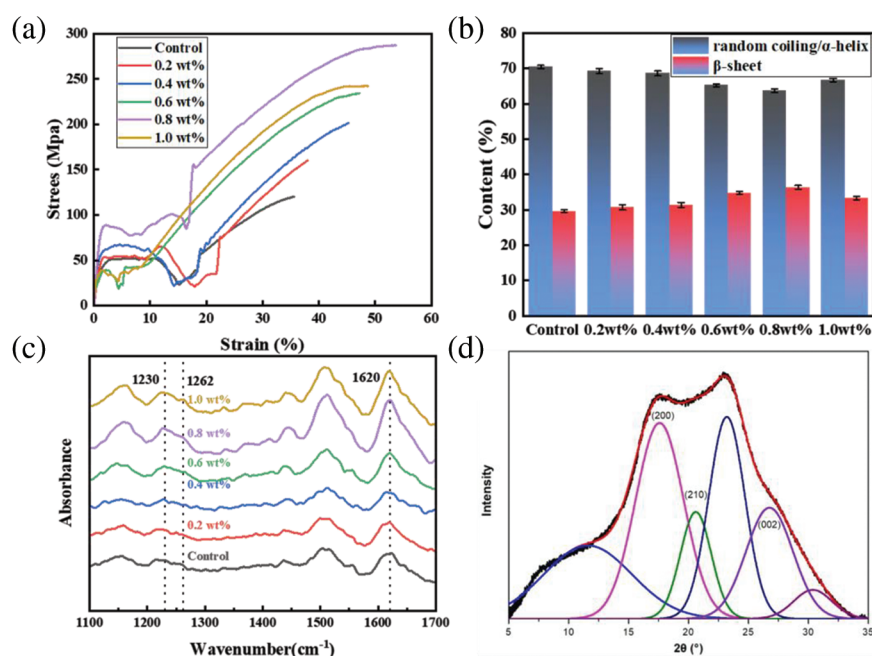 (a)
300
250
200
150
100
50
0
Strees (Mpa)
Control
0.2 wt%
0.4 wt%
0.6 wt%
0.8 wt%
1.0 wt%
0 10 20 30 40 50 60
Strain (%)
(b)
80
70
60
50
40
30
20
10
0
Content (%)
random coiling/α-helix
β-sheet
Control 0.2wt% 0.4wt% 0.6wt% 0.8wt% 1.0wt%
(c)
Absorbance
1230 1262 1620
1.0 wt%
0.8 wt%
0.6 wt%
0.4 wt%
0.2 wt%
Control
1100 1200 1300 1400 1500 1600 1700
Wavenumber(cm⁻¹)
(d)
Intensity
(200)
(210)
(002)
5 10 15 20 25 30 35
2θ (°)